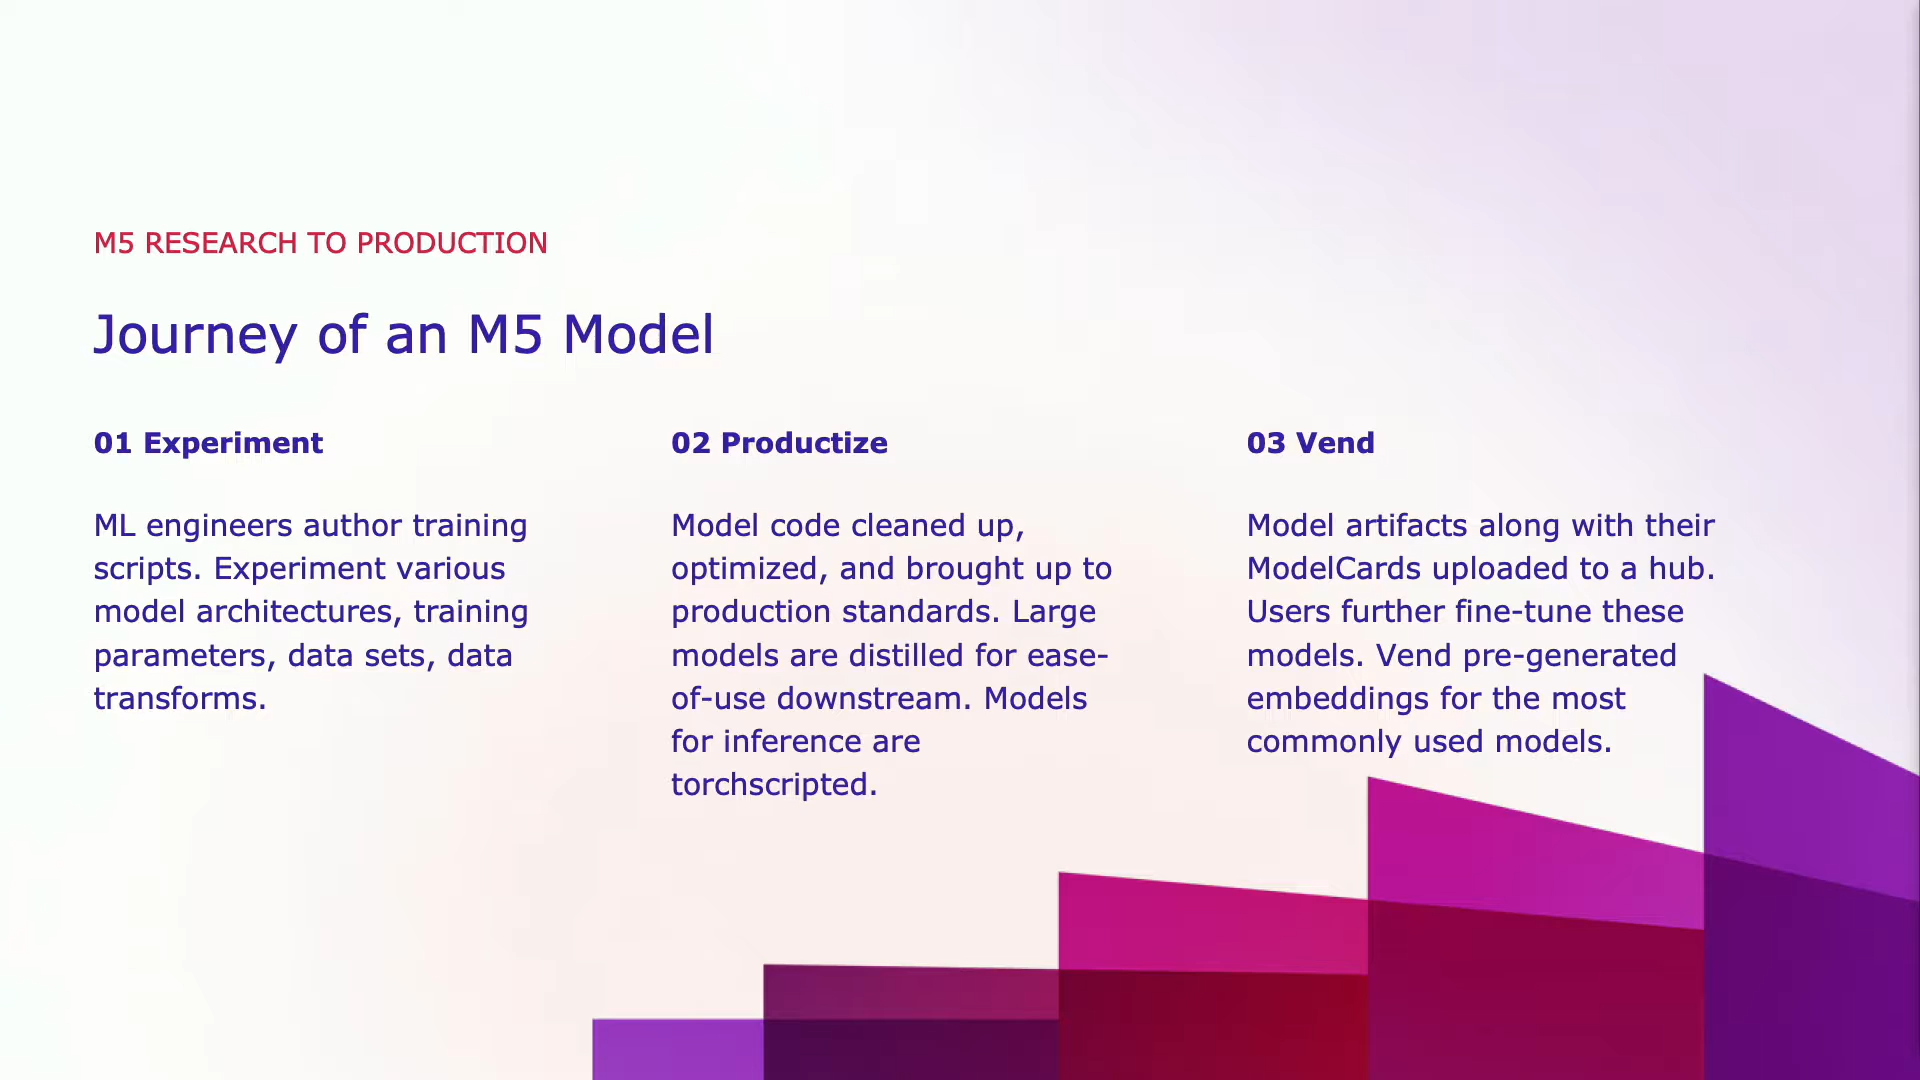 M5 RESEARCH TO PRODUCTION
Journey of an M5 Model
01 Experiment
ML engineers author training
scripts. Experiment various
model architectures, training
parameters, data sets, data
transforms.
02 Productize
Model code cleaned up,
optimized, and brought up to
production standards. Large
models are distilled for ease-
of-use downstream. Models
for inference are
torchscripted.
03 Vend
Model artifacts along with their
ModelCards uploaded to a hub.
Users further fine-tune these
models. Vend pre-generated
embeddings for the most
commonly used models.